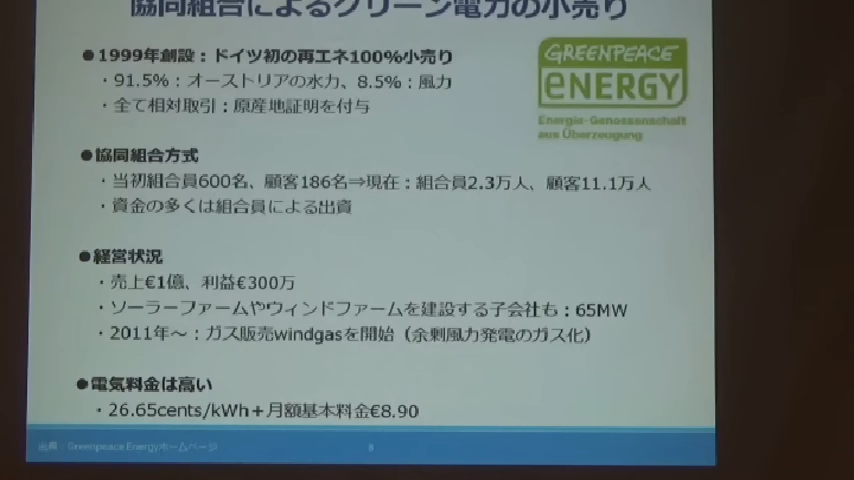 協同組合によるグリーン電力の小売り
●1999年創設：ドイツ初の再エネ100%小売り
・91.5%：オーストリアの水力、8.5%：風力
・全て相対取引：原産地証明を付与
GREENPEACE
eNERGY
Energie-Genossenschaft
aus Überzeugung
●協同組合方式
・当初組合員600名、顧客186名⇒現在：組合員2.3万人、顧客11.1万人
・資金の多くは組合員による出資
●経営状況
・売上€1億、利益€300万
・ソーラーファームやウィンドファームを建設する子会社も：65MW
・2011年～：ガス販売windgasを開始（余剰風力発電のガス化）
●電気料金は高い
・26.65cents/kWh＋月額基本料金€8.90
出典：Greenpeace Energyホームページ
8